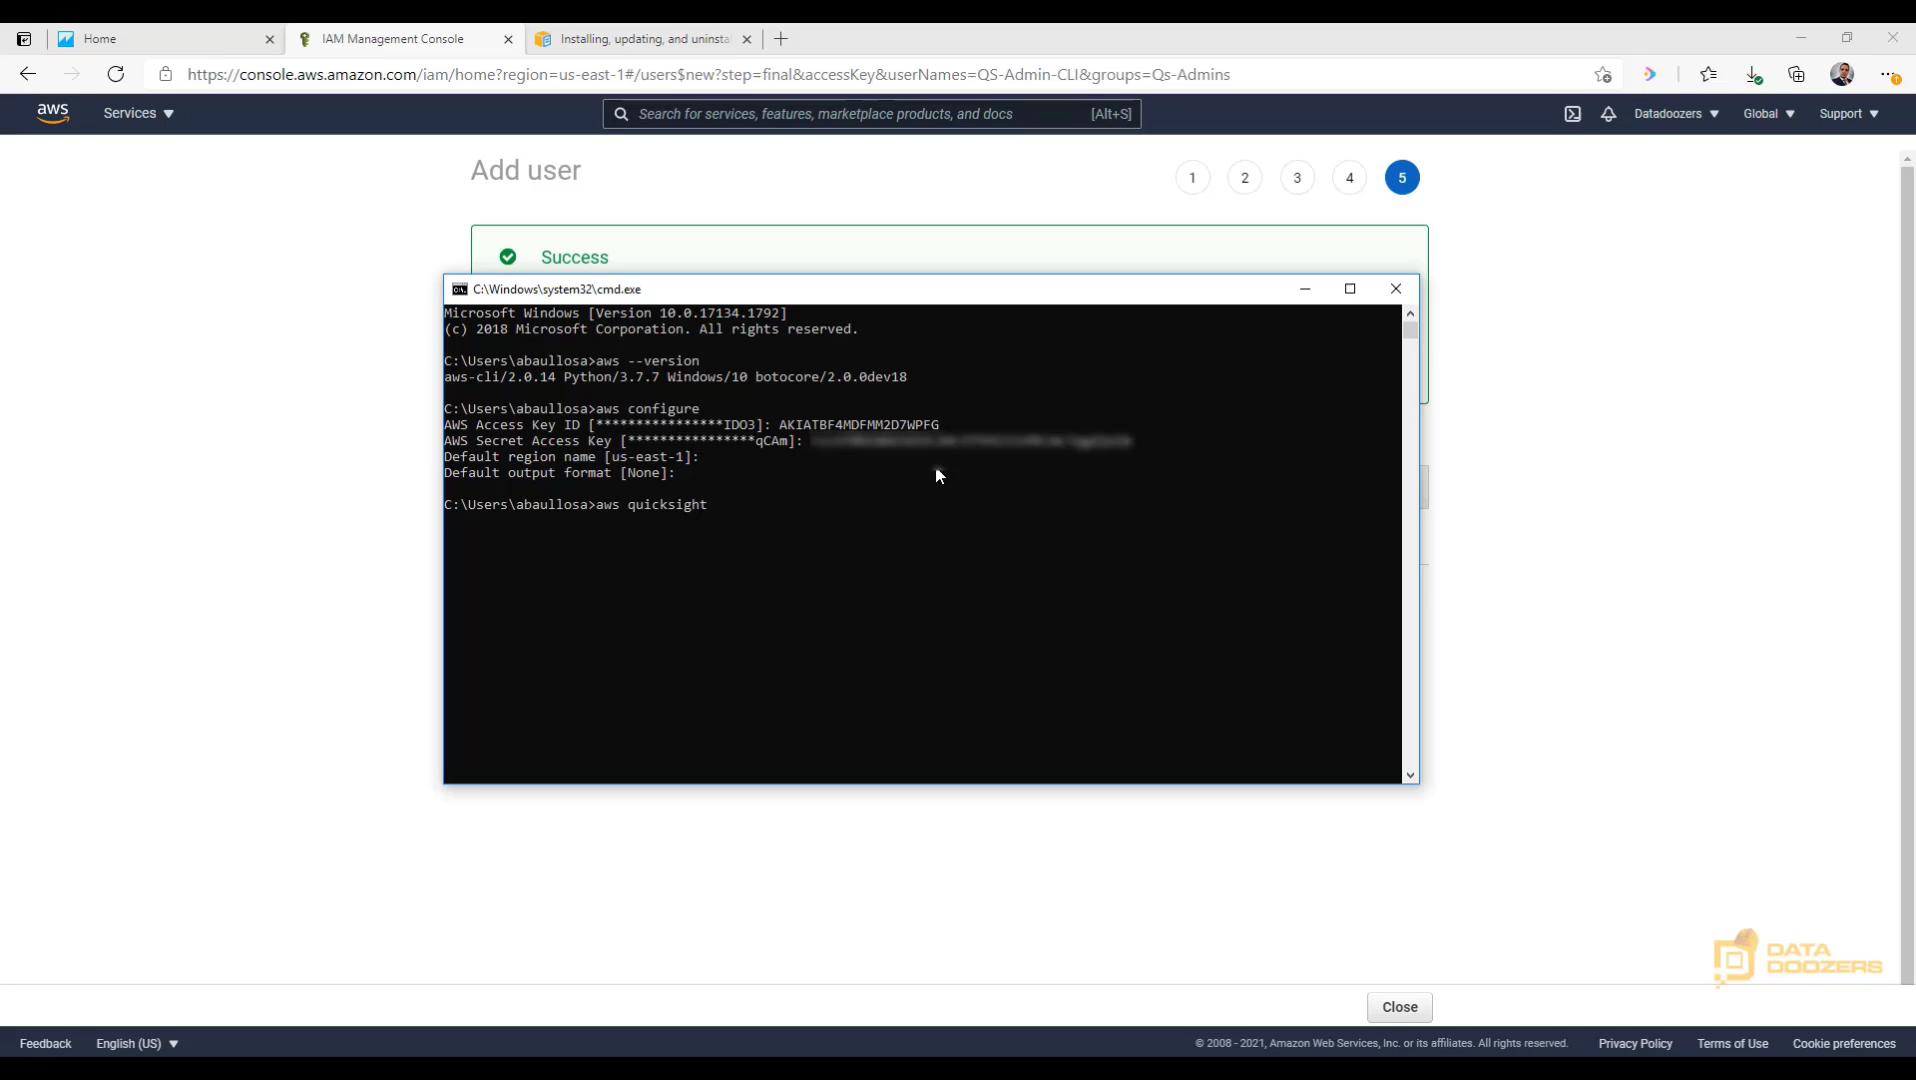 Home
IAM Management Console
Installing, updating, and uninsta
https://console.aws.amazon.com/iam/home?region=us-east-1#/users$new?step=final&accessKey&userNames=QS-Admin-CLI&groups=Qs-Admins
aws
Services
Search for services, features, marketplace products, and docs
[Alt+S]
Datadoozers
Global
Support
Add user
1
2
3
4
5
Success
C:\Windows\system32\cmd.exe
Microsoft Windows [Version 10.0.17134.1792]
(c) 2018 Microsoft Corporation. All rights reserved.
C:\Users\abaullosa>aws --version
aws-cli/2.0.14 Python/3.7.7 Windows/10 botocore/2.0.0dev18
C:\Users\abaullosa>aws configure
AWS Access Key ID [****************IDO3]: AKIATBF4MDFMM2D7WPFG
AWS Secret Access Key [****************qCAm]:
Default region name [us-east-1]:
Default output format [None]:
C:\Users\abaullosa>aws quicksight
DATA
DOOZERS
Close
Feedback
English (US)
© 2008 - 2021, Amazon Web Services, Inc. or its affiliates. All rights reserved.
Privacy Policy
Terms of Use
Cookie preferences